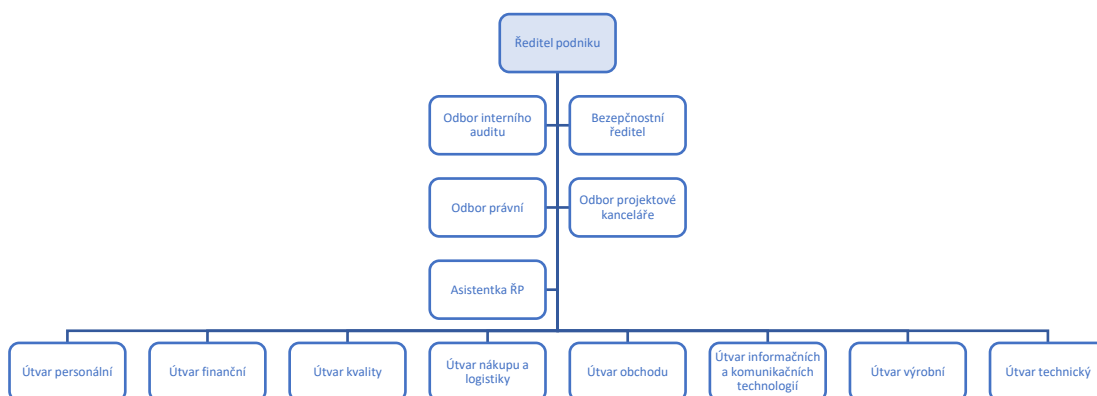 Ředitel podniku
Odbor interního
auditu
Bezepčnostní
ředitel
Odbor právní
Odbor projektové
kanceláře
Asistentka ŘP
Útvar personální
Útvar finanční
Útvar kvality
Útvar nákupu a
logistiky
Útvar obchodu
Útvar informačních
a komunikačních
technologií
Útvar výrobní
Útvar technický